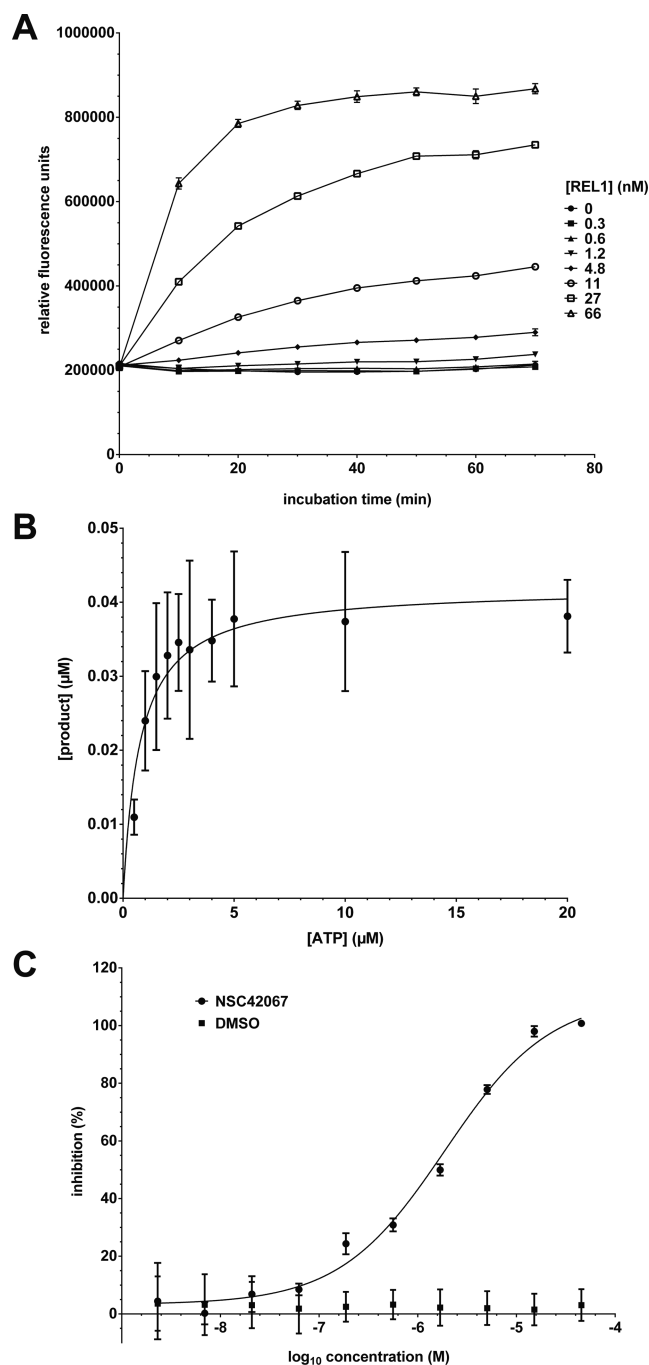 A
1000000
800000
600000
400000
200000
0
relative fluorescence units
0 20 40 60 80
incubation time (min)
[REL1] (nM)
0
0.3
0.6
1.2
4.8
11
27
66
B
0.05
0.04
0.03
0.02
0.01
0.00
[product] (µM)
0 5 10 15 20
[ATP] (µM)
C
120
100
80
60
40
20
0
inhibition (%)
NSC42067
DMSO
-8 -7 -6 -5 -4
log10 concentration (M)